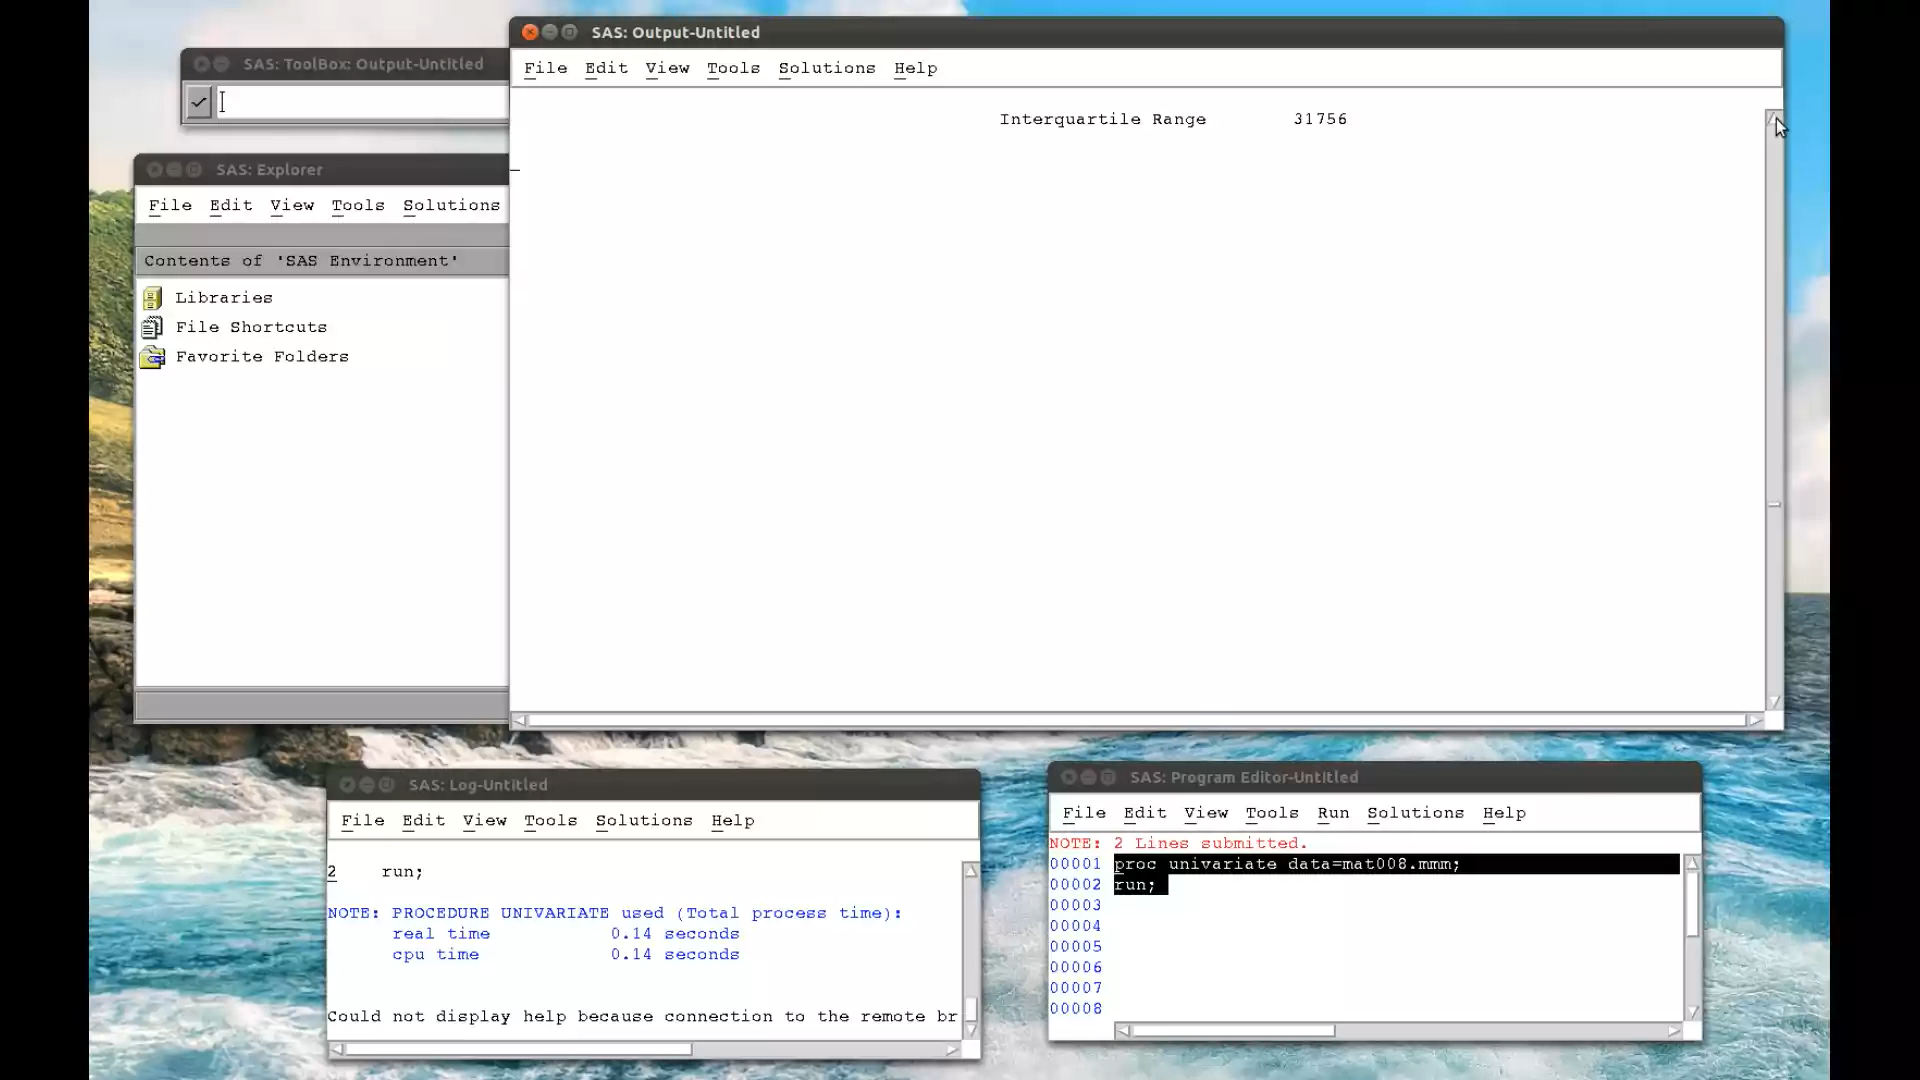 SAS: ToolBox: Output-Untitled
SAS: Output-Untitled
File Edit View Tools Solutions Help
Interquartile Range 31756
SAS: Explorer
File Edit View Tools Solutions
Contents of 'SAS Environment'
Libraries
File Shortcuts
Favorite Folders
SAS: Log-Untitled
File Edit View Tools Solutions Help
2 run;
NOTE: PROCEDURE UNIVARIATE used (Total process time):
real time 0.14 seconds
cpu time 0.14 seconds
Could not display help because connection to the remote br
SAS: Program Editor-Untitled
File Edit View Tools Run Solutions Help
NOTE: 2 Lines submitted.
00001 proc univariate data=mat008.mmm;
00002 run;
00003
00004
00005
00006
00007
00008